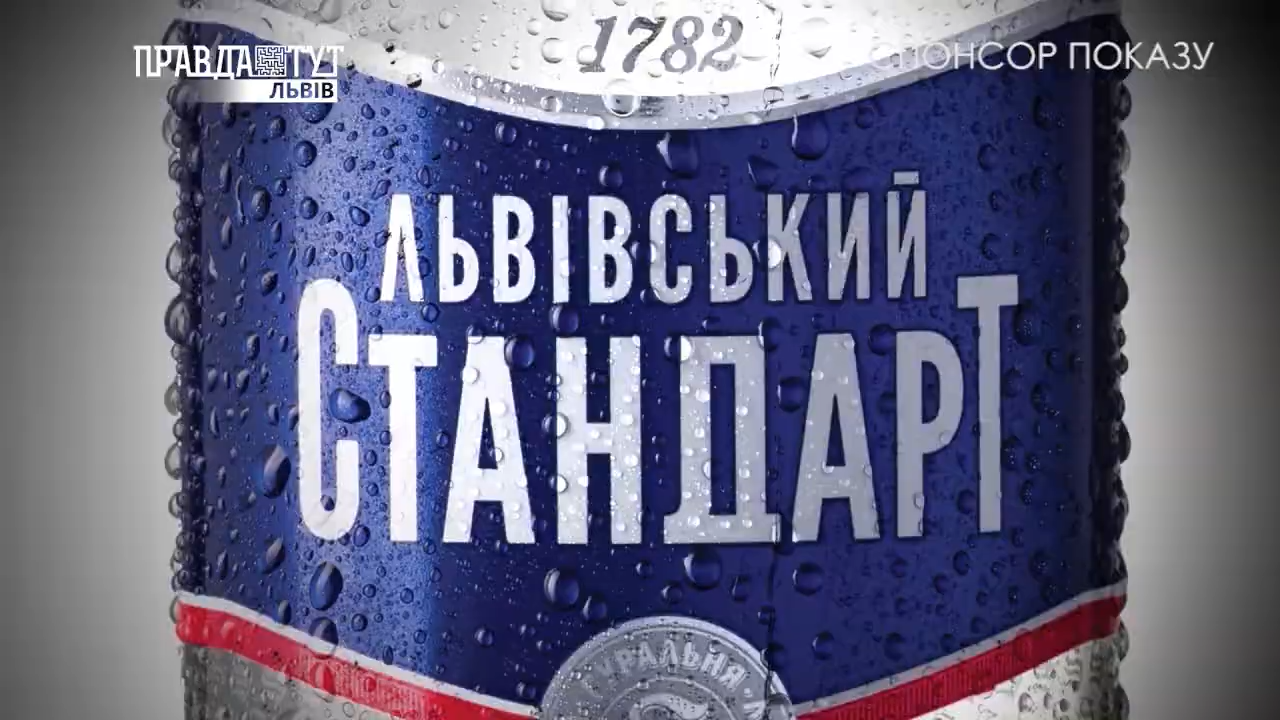 1782
ПРАВДА ТУТ
ЛЬВІВ
СПОНСОР ПОКАЗУ
ЛЬВІВСЬКИЙ
СТАНДАРТ